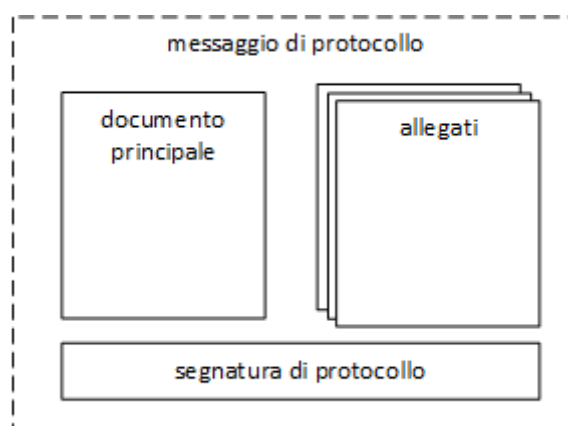 messaggio di protocollo
documento
principale
allegati
segnatura di protocollo